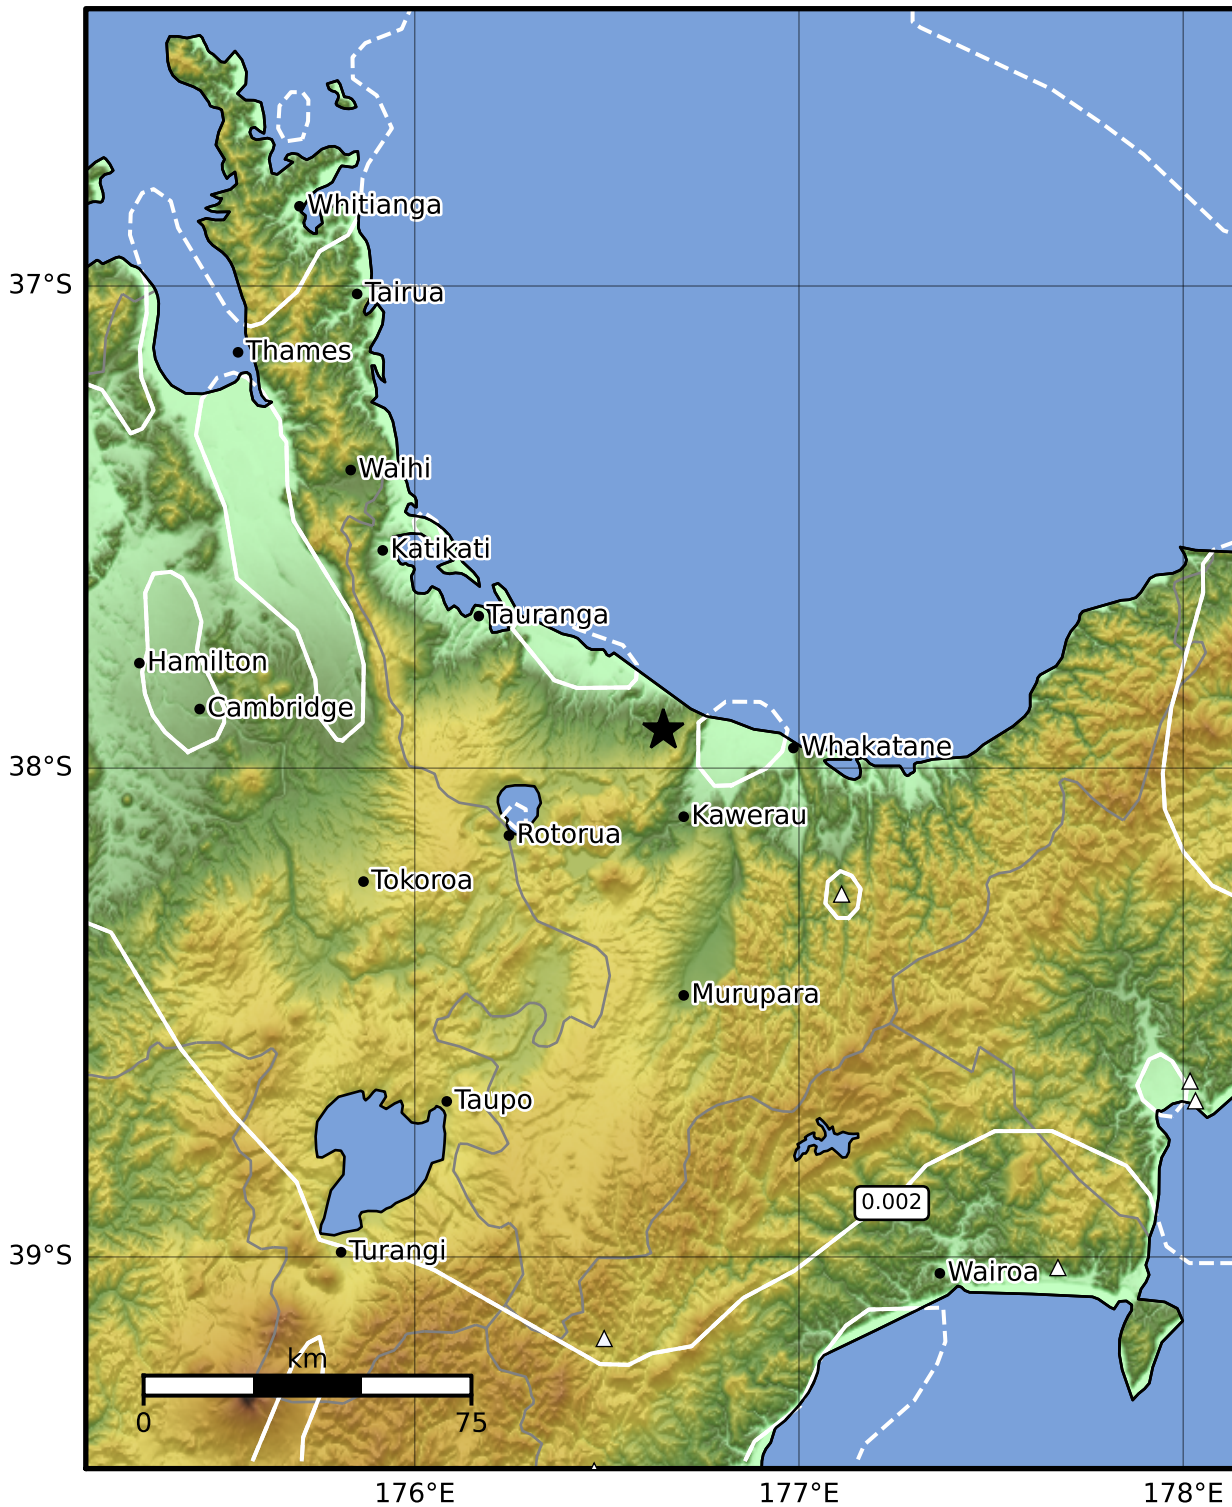 Whitianga
37°S
Tairua
Thames
Waihi
Katikati
Tauranga
Hamilton
Cambridge
Whakatane
38°S
Kawerau
Rotorua
Tokoroa
Murupara
Taupo
0.002
39°S
Turangi
Wairoa
km
0 75
176°E 177°E 178°E